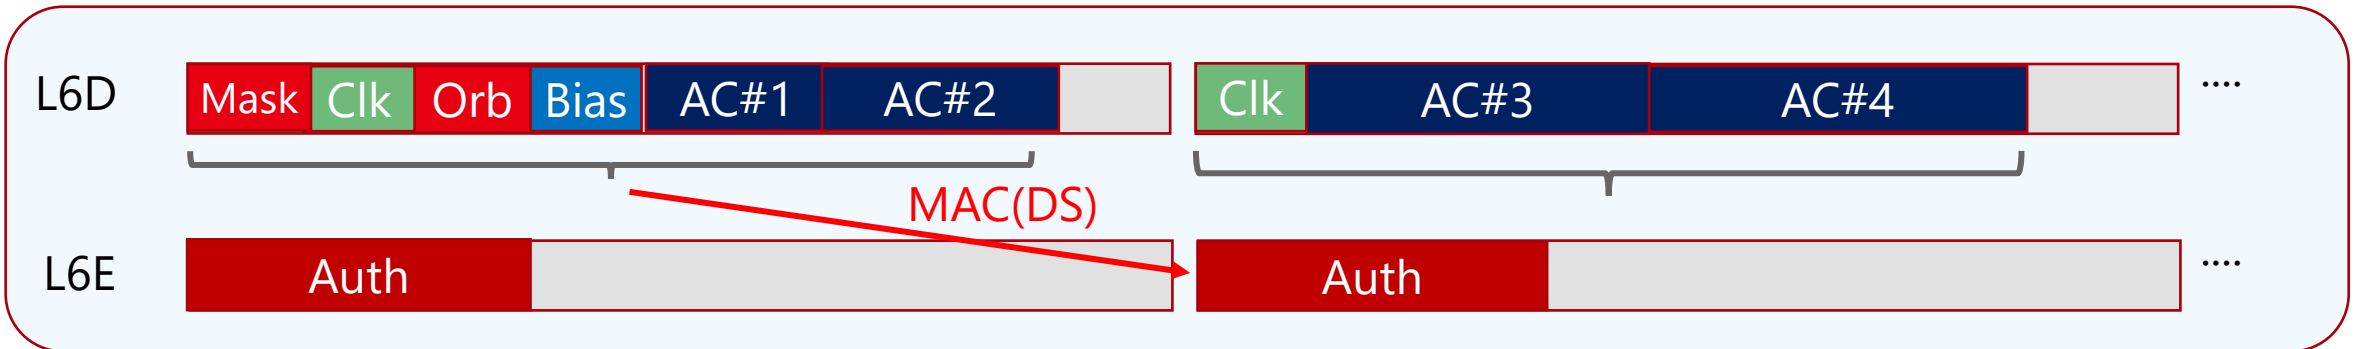 L6D Mask Clk Orb Bias AC#1 AC#2 Clk AC#3 AC#4 ....
MAC(DS)
L6E Auth Auth ....